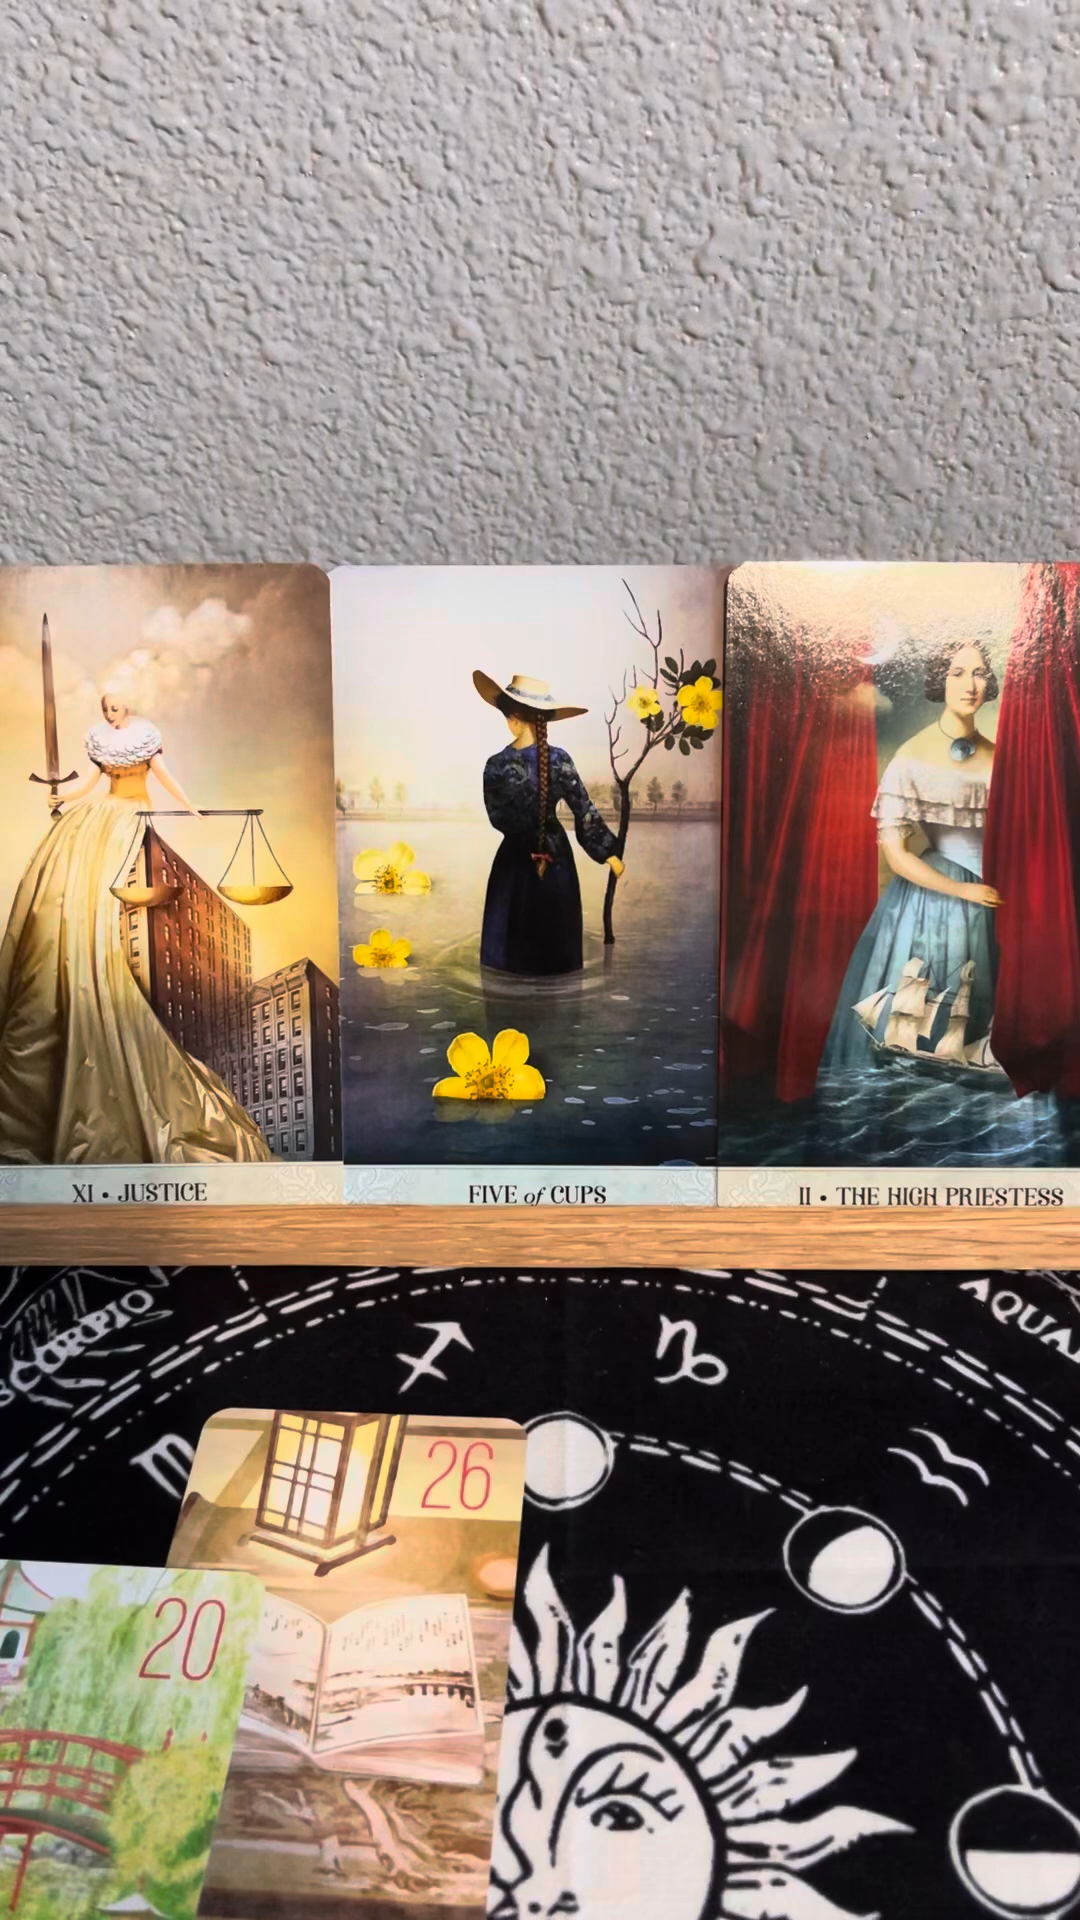 XI • JUSTICE
FIVE of CUPS
II • THE HIGH PRIESTESS
SCORPIO
AQUA
26
20